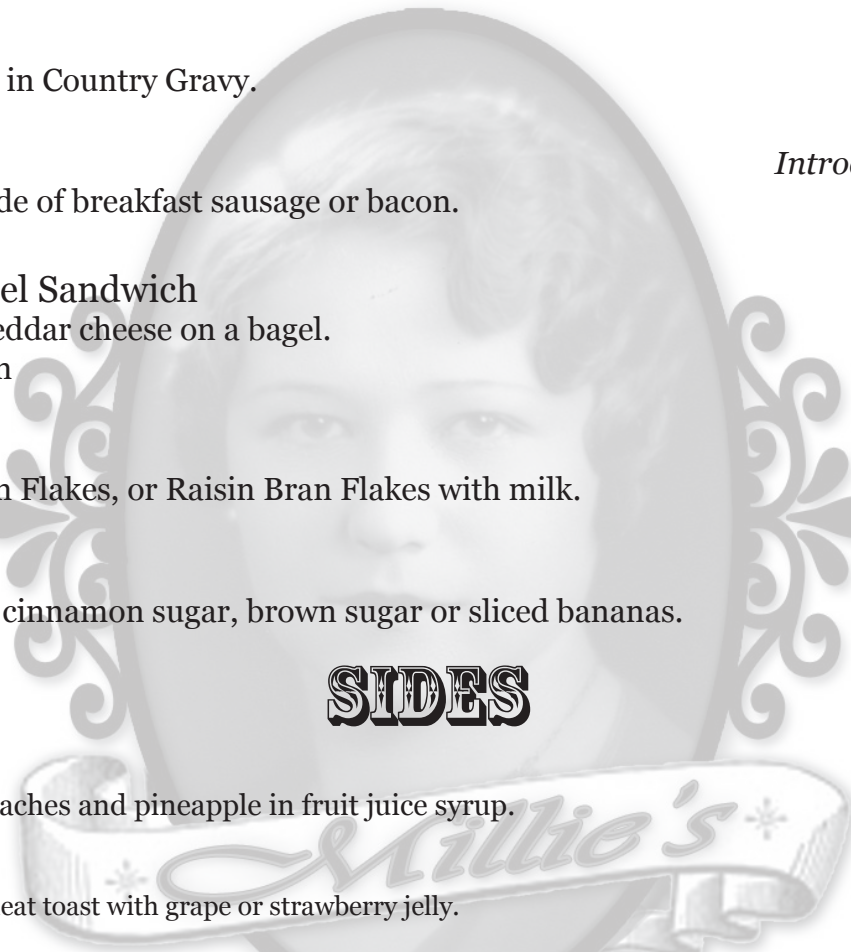 in Country Gravy.
Introd
de of breakfast sausage or bacon.
el Sandwich
eddar cheese on a bagel.
n
n Flakes, or Raisin Bran Flakes with milk.
cinnamon sugar, brown sugar or sliced bananas.
SIDES
aches and pineapple in fruit juice syrup.
Millie's
eat toast with grape or strawberry jelly.